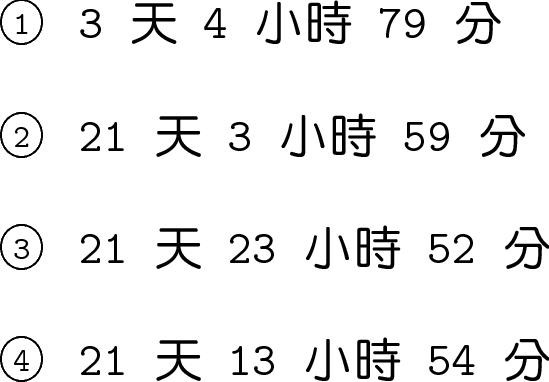 ① 3 天 4 小時 79 分
② 21 天 3 小時 59 分
③ 21 天 23 小時 52 分
④ 21 天 13 小時 54 分